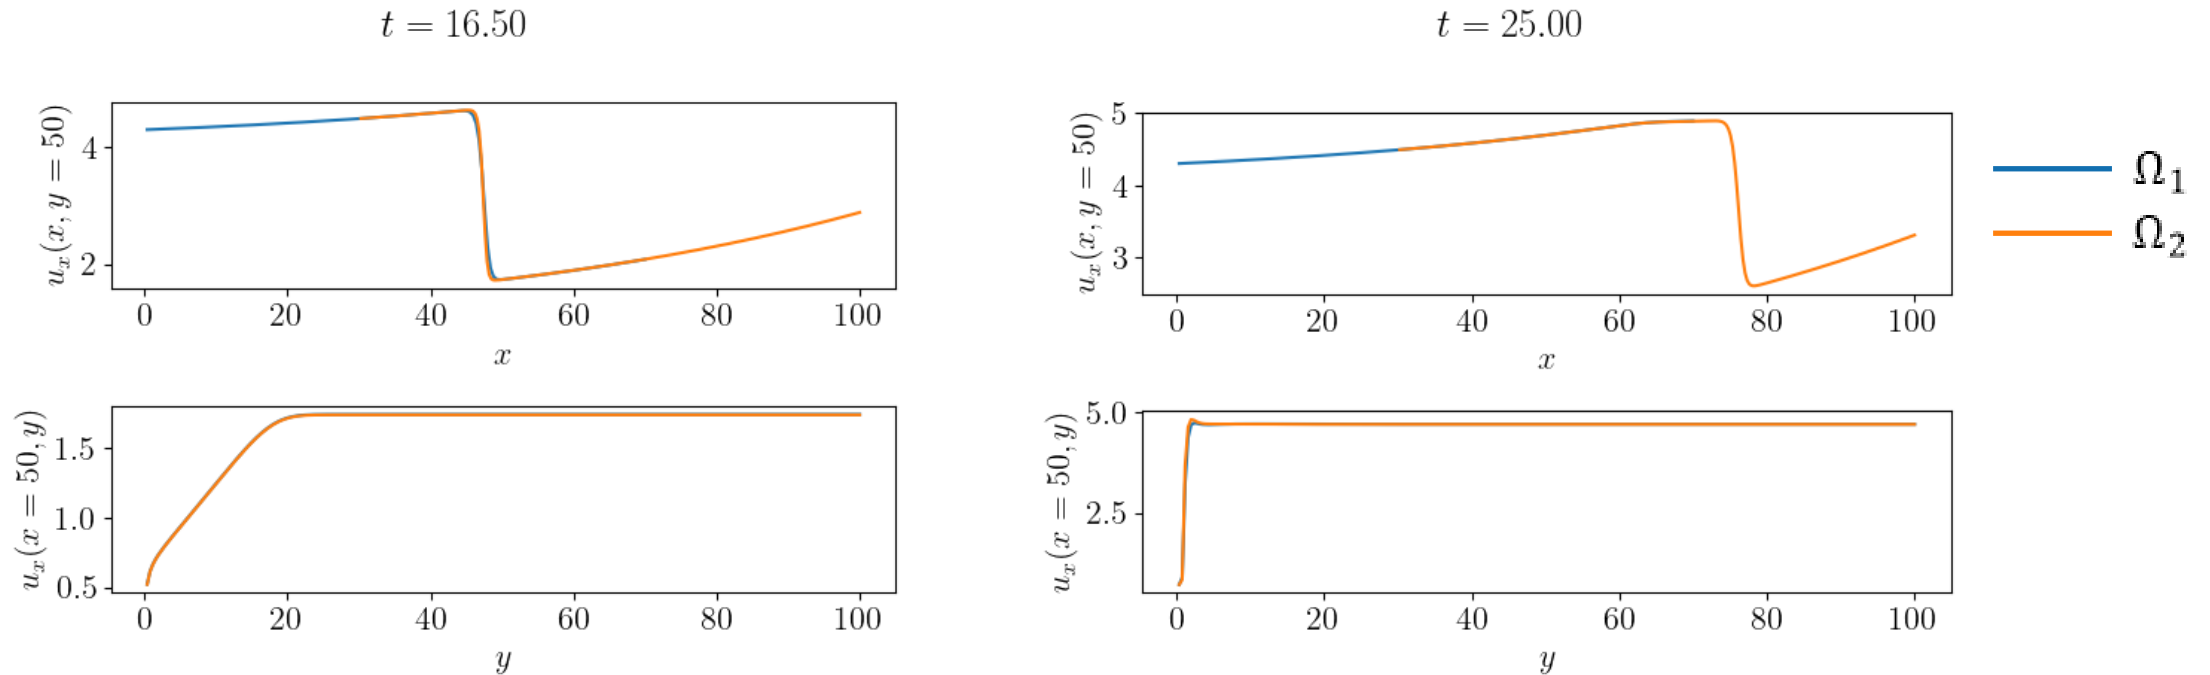 t = 16.50
t = 25.00
u_x(x, y = 50)
4
2
0 20 40 60 80 100
x
u_x(x, y = 50)
5
4
3
0 20 40 60 80 100
x
Ω_1
Ω_2
u_x(x = 50, y)
1.5
1.0
0.5
0 20 40 60 80 100
y
u_x(x = 50, y)
5.0
2.5
0 20 40 60 80 100
y